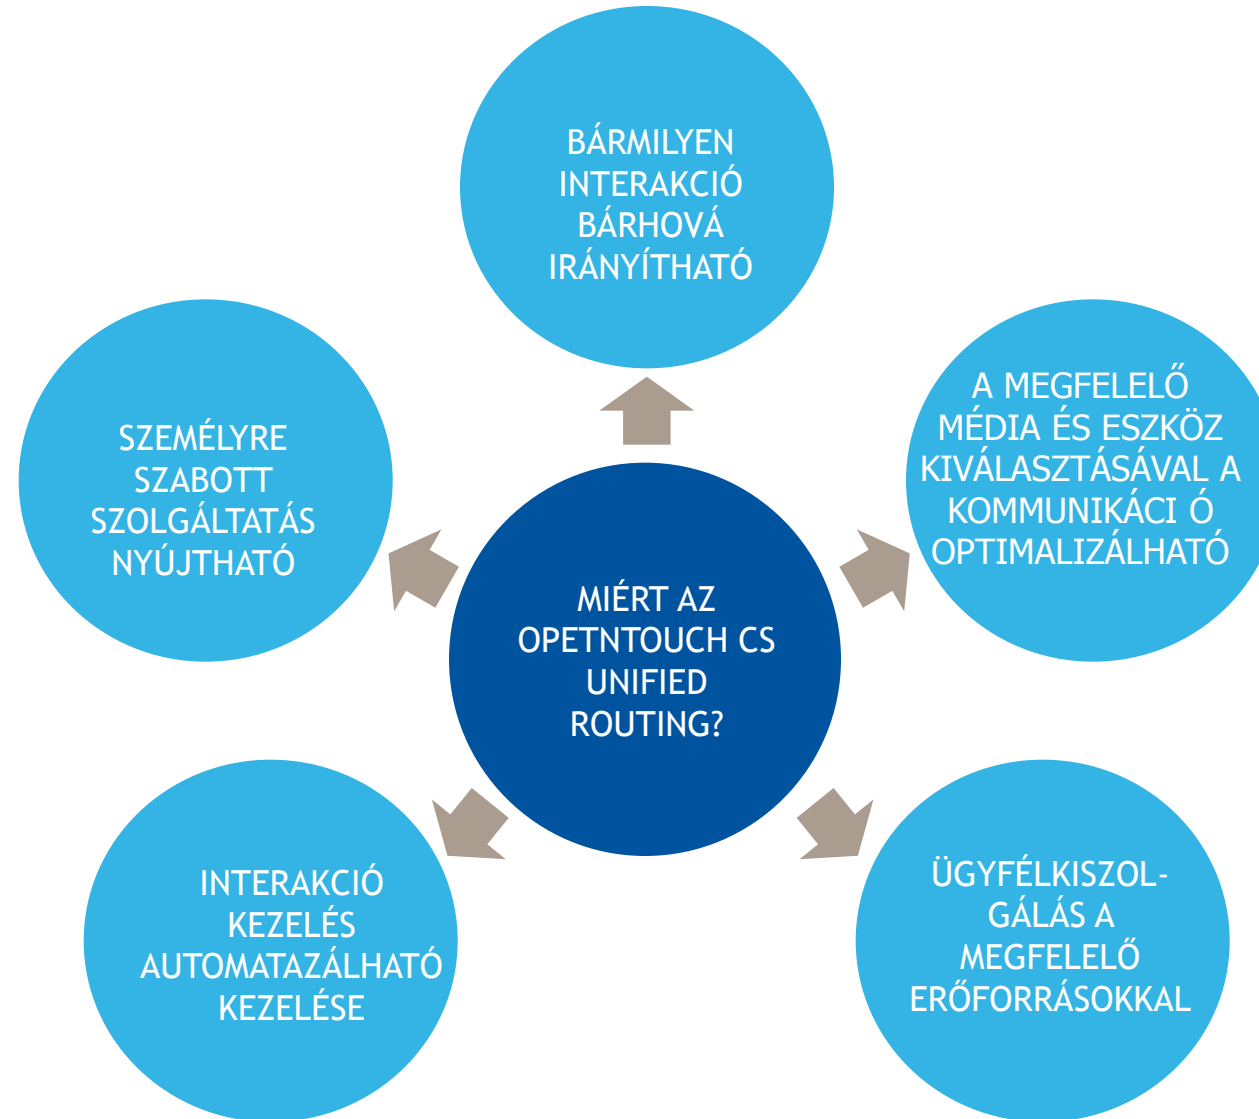 BÁRMILYEN
INTERAKCIÓ
BÁRHOVÁ
IRÁNYÍTHATÓ
A MEGFELELŐ
MÉDIA ÉS ESZKÖZ
KIVÁLASZTÁSÁVAL A
KOMMUNIKÁCI Ó
OPTIMALIZÁLHATÓ
SZEMÉLYRE
SZABOTT
SZOLGÁLTATÁS
NYÚJTHATÓ
MIÉRT AZ
OPETNTOUCH CS
UNIFIED
ROUTING?
INTERAKCIÓ
KEZELÉS
AUTOMATAZÁLHATÓ
KEZELÉSE
ÜGYFÉLKISZOL-
GÁLÁS A
MEGFELELŐ
ERŐFORRÁSOKKAL